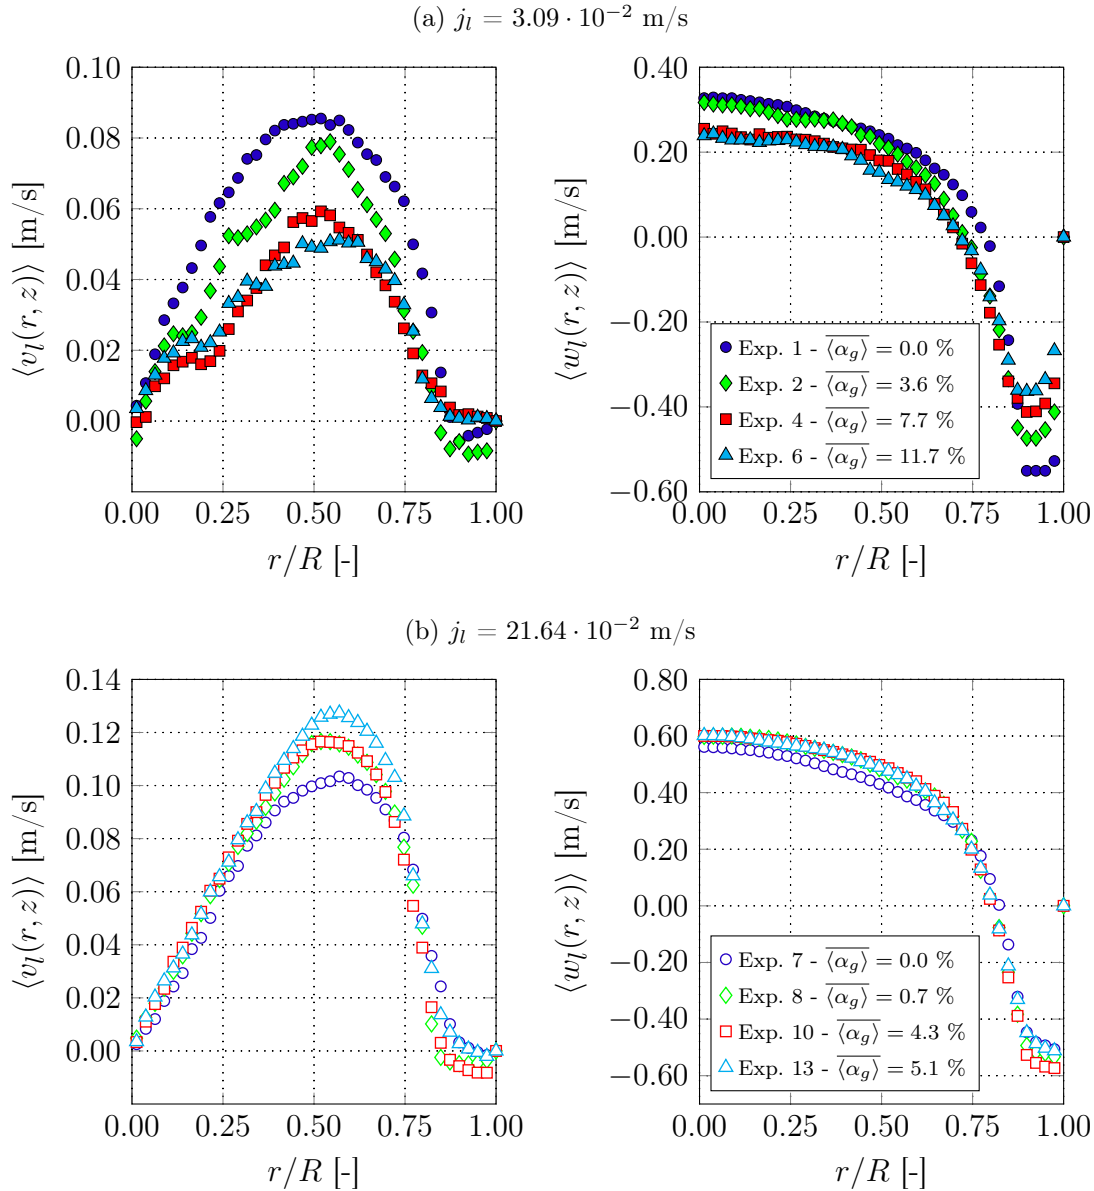 (a) j_l = 3.09 · 10⁻² m/s
0.10
0.08
0.06
0.04
0.02
0.00
⟨v_l(r, z)⟩ [m/s]
0.00 0.25 0.50 0.75 1.00
r/R [-]
0.40
0.20
0.00
−0.20
−0.40
−0.60
⟨w_l(r, z)⟩ [m/s]
Exp. 1 - ⟨α_g⟩ = 0.0 %
Exp. 2 - ⟨α_g⟩ = 3.6 %
Exp. 4 - ⟨α_g⟩ = 7.7 %
Exp. 6 - ⟨α_g⟩ = 11.7 %
0.00 0.25 0.50 0.75 1.00
r/R [-]
(b) j_l = 21.64 · 10⁻² m/s
0.14
0.12
0.10
0.08
0.06
0.04
0.02
0.00
⟨v_l(r, z)⟩ [m/s]
0.00 0.25 0.50 0.75 1.00
r/R [-]
0.80
0.60
0.40
0.20
0.00
−0.20
−0.40
−0.60
⟨w_l(r, z)⟩ [m/s]
Exp. 7 - ⟨α_g⟩ = 0.0 %
Exp. 8 - ⟨α_g⟩ = 0.7 %
Exp. 10 - ⟨α_g⟩ = 4.3 %
Exp. 13 - ⟨α_g⟩ = 5.1 %
0.00 0.25 0.50 0.75 1.00
r/R [-]